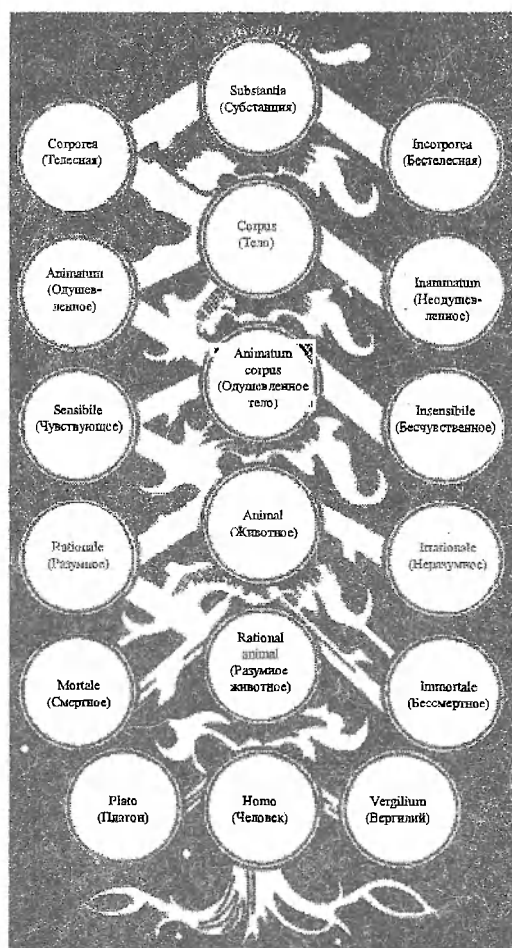 Substantia
(Субстанция)
Corporea
(Телесная)
Incorporea
(Бестелесная)
Corpus
(Тело)
Animatum
(Одушев-
ленное)
Inanimatum
(Неодушев-
ленное)
Animatum
corpus
(Одушевленное
тело)
Sensibile
(Чувствующее)
Insensibile
(Бесчувственное)
Animal
(Животное)
Rationale
(Разумное)
Irrationale
(Неразумное)
Rational
animal
(Разумное
животное)
Mortale
(Смертное)
Immortale
(Бессмертное)
Plato
(Платон)
Homo
(Человек)
Vergilium
(Вергилий)